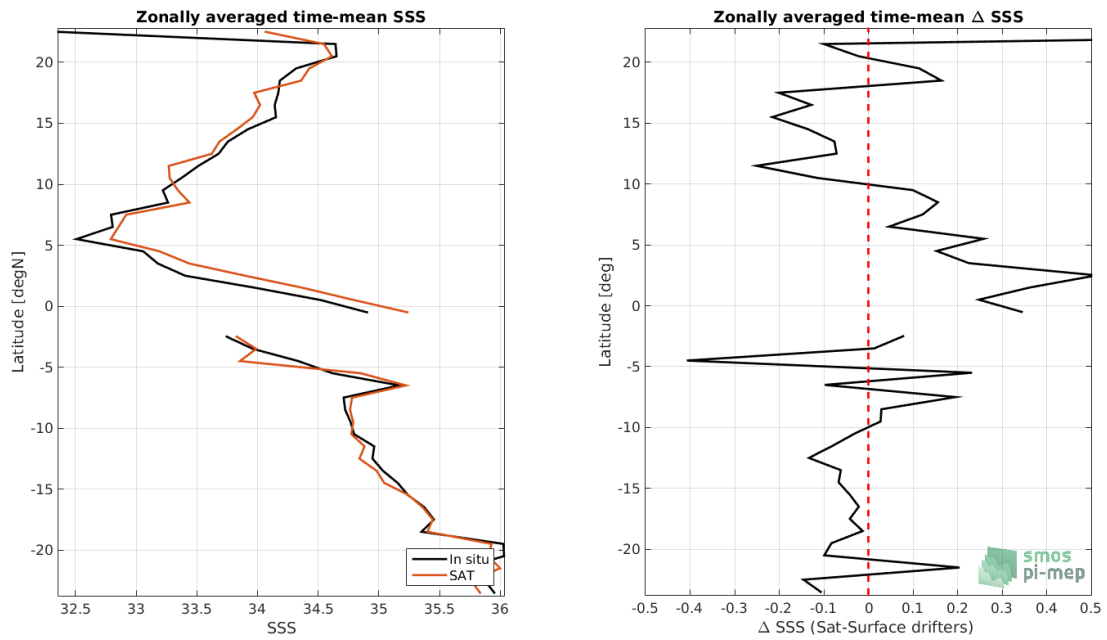 Zonally averaged time-mean SSS
20
15
10
5
0
-5
-10
-15
-20
Latitude [degN]
32.5 33 33.5 34 34.5 35 35.5 36
SSS
In situ
SAT
Zonally averaged time-mean Δ SSS
20
15
10
5
0
-5
-10
-15
-20
Latitude [deg]
-0.5 -0.4 -0.3 -0.2 -0.1 0 0.1 0.2 0.3 0.4 0.5
Δ SSS (Sat-Surface drifters)
smos
pi-mep